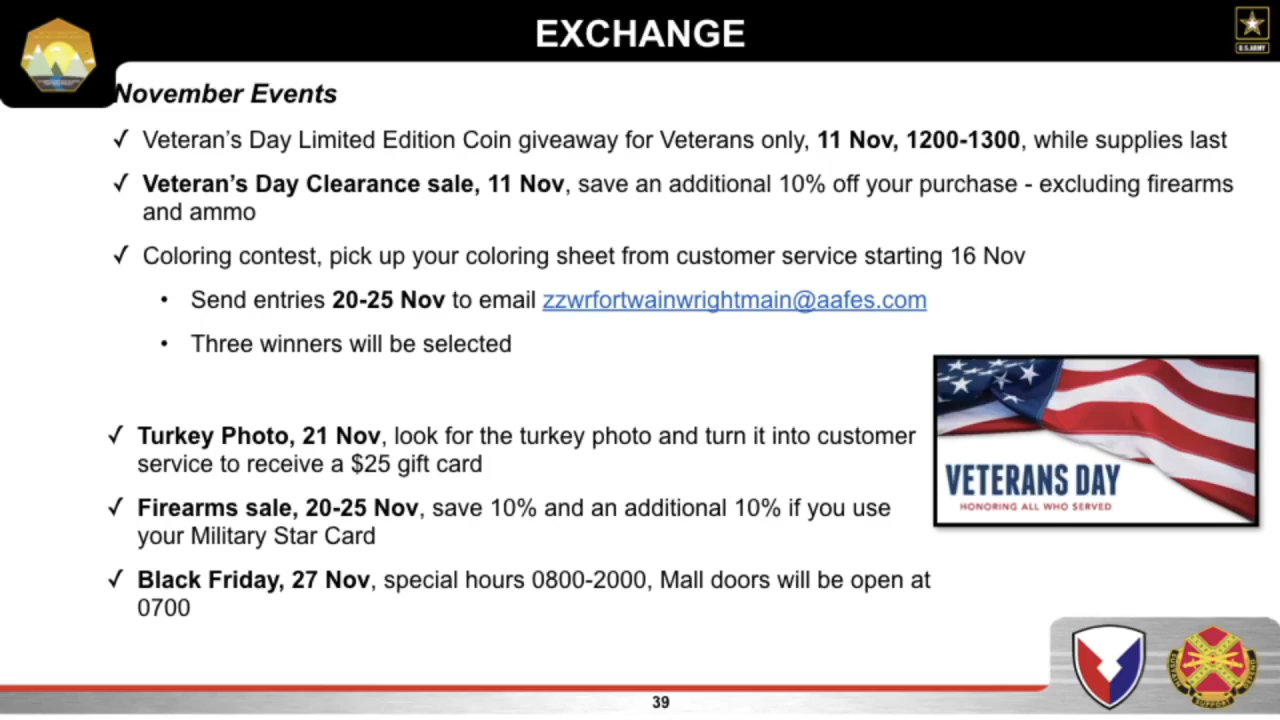 EXCHANGE
U.S.ARMY
November Events
✓ Veteran's Day Limited Edition Coin giveaway for Veterans only, 11 Nov, 1200-1300, while supplies last
✓ Veteran's Day Clearance sale, 11 Nov, save an additional 10% off your purchase - excluding firearms
and ammo
✓ Coloring contest, pick up your coloring sheet from customer service starting 16 Nov
• Send entries 20-25 Nov to email zzwrfortwainwrightmain@aafes.com
• Three winners will be selected
✓ Turkey Photo, 21 Nov, look for the turkey photo and turn it into customer
service to receive a $25 gift card
✓ Firearms sale, 20-25 Nov, save 10% and an additional 10% if you use
your Military Star Card
✓ Black Friday, 27 Nov, special hours 0800-2000, Mall doors will be open at
0700
VETERANS DAY
HONORING ALL WHO SERVED
SUPPORT
39